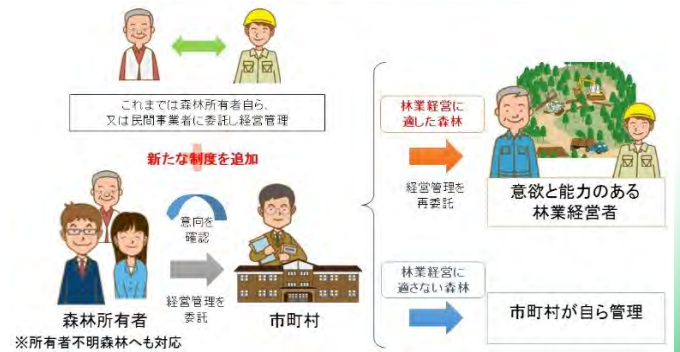 これまでは森林所有者自ら、
又は民間事業者に委託し経営管理
新たな制度を追加
意向を
確認
経営管理を
委託
森林所有者
※所有者不明森林へも対応
市町村
林業経営に
適した森林
経営管理を
再委託
意欲と能力のある
林業経営者
林業経営に
適さない森林
市町村が自ら管理